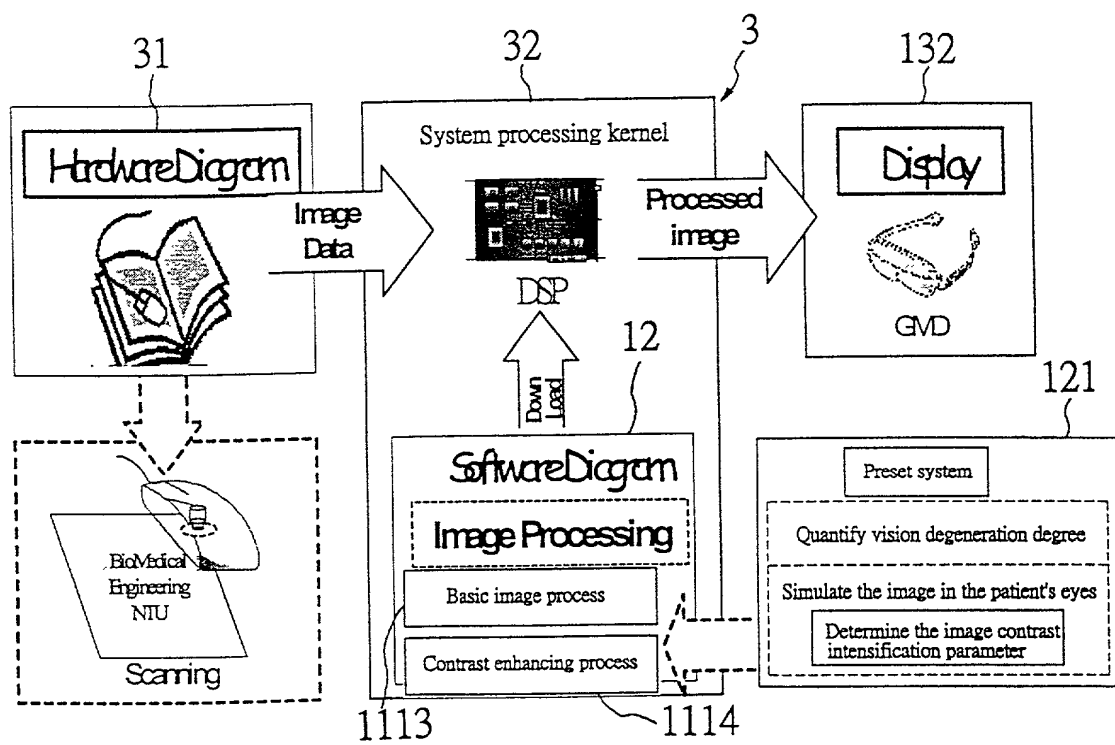 31
32
3
132
HardwareDiagram
System processing kernel
Display
Image
Data
Processed
image
DSP
GMD
Down
Load
12
121
SoftwareDiagram
Image Processing
Basic image process
Contrast enhancing process
Preset system
Quantify vision degeneration degree
Simulate the image in the patient's eyes
Determine the image contrast
intensification parameter
BioMedical
Engineering
NTU
Scanning
1113
1114